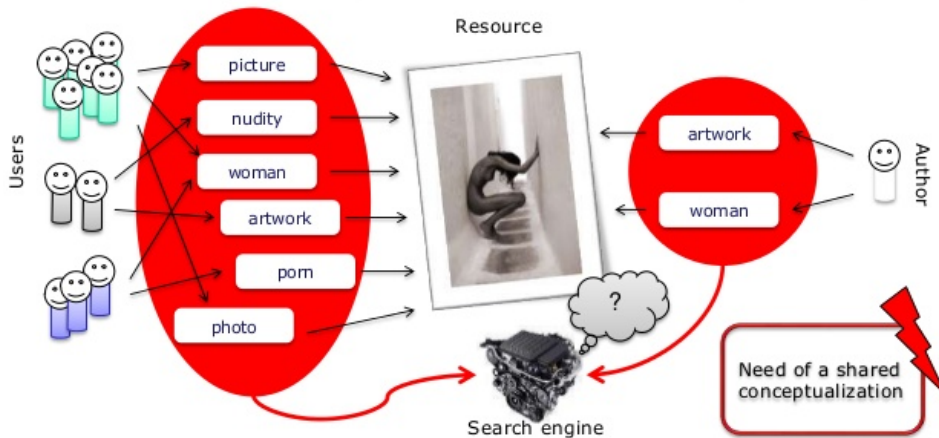 Resource
Users
picture
nudity
woman
artwork
porn
photo
artwork
woman
Author
?
Search engine
Need of a shared
conceptualization